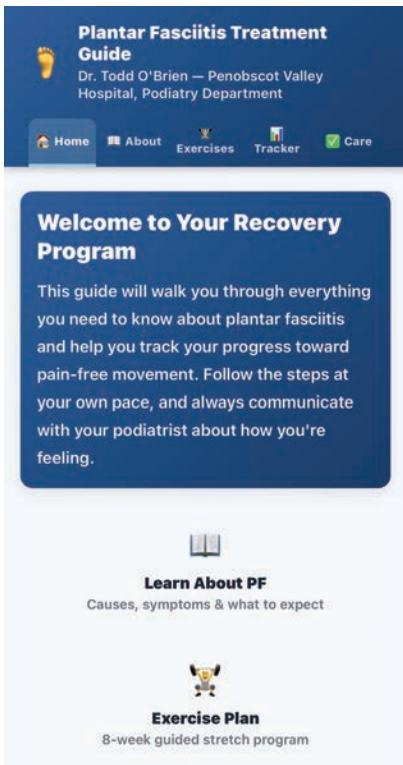 Plantar Fasciitis Treatment
Guide
Dr. Todd O'Brien — Penobscot Valley
Hospital, Podiatry Department
Home
About
Exercises
Tracker
Care
Welcome to Your Recovery
Program
This guide will walk you through everything
you need to know about plantar fasciitis
and help you track your progress toward
pain-free movement. Follow the steps at
your own pace, and always communicate
with your podiatrist about how you're
feeling.
Learn About PF
Causes, symptoms & what to expect
Exercise Plan
8-week guided stretch program